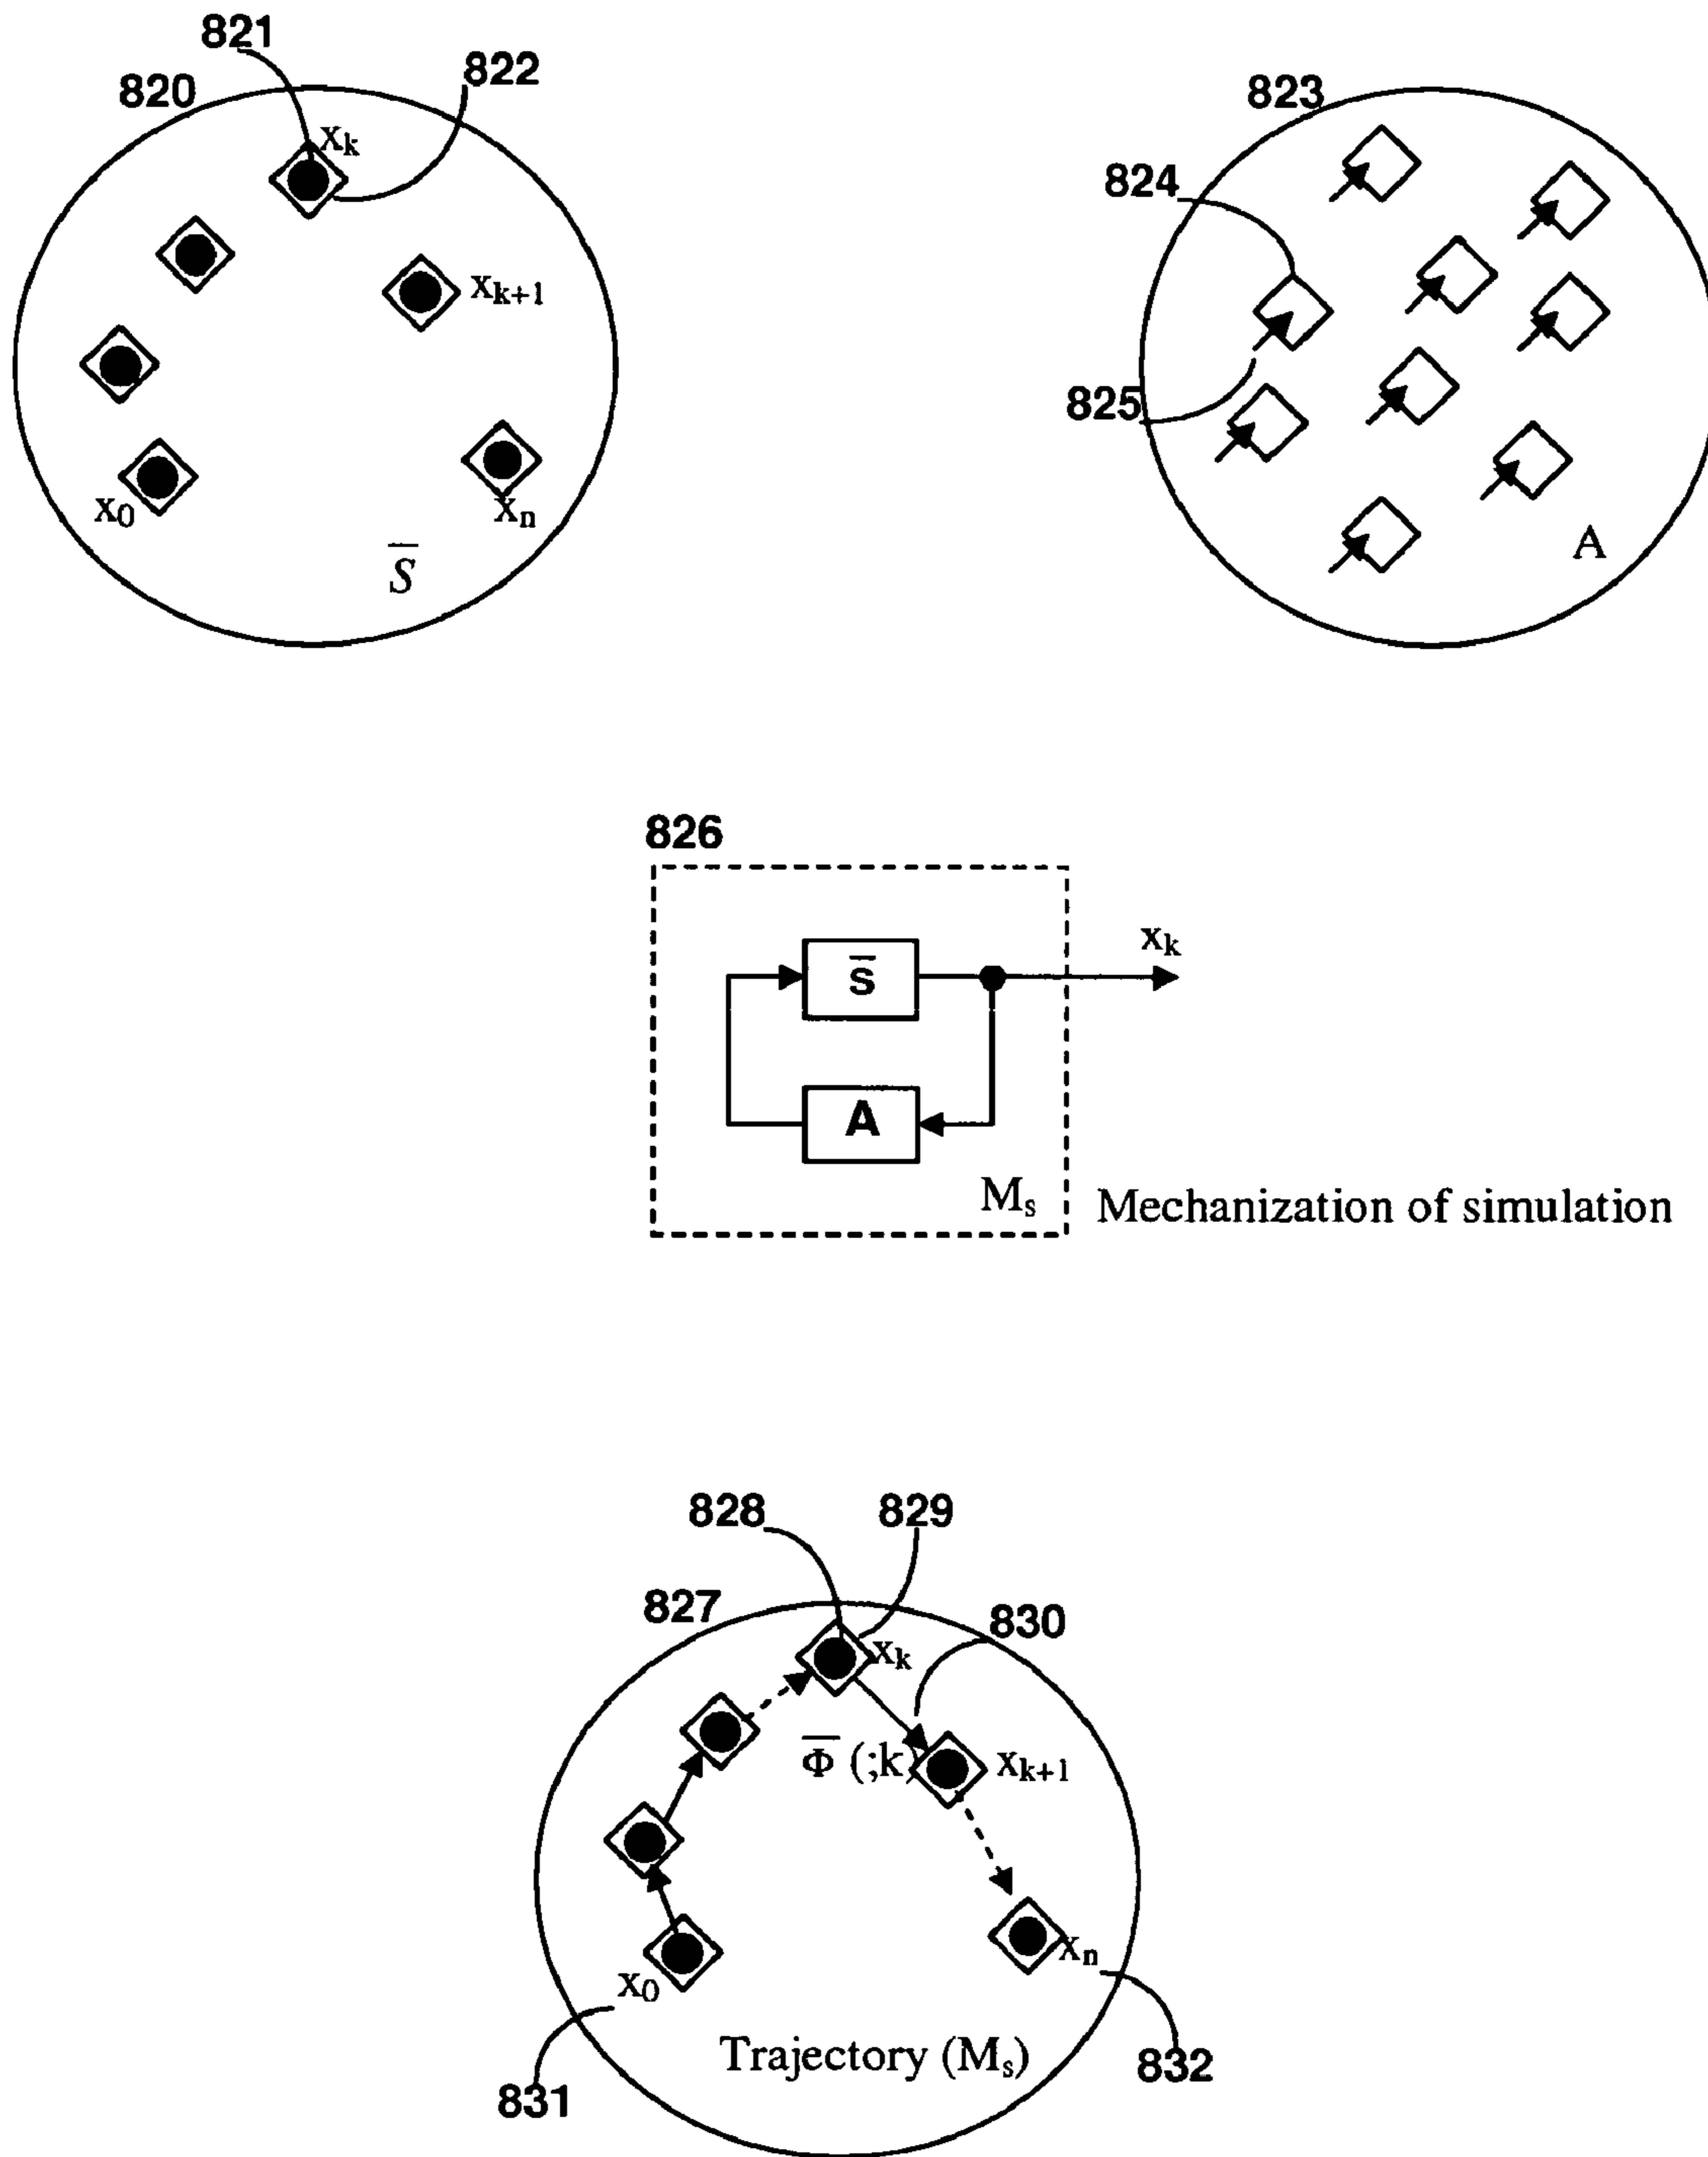 821
820
822
xₖ
xₖ₊₁
x₀
xₙ
S̅
823
824
825
A
826
s̅
xₖ
A
Mₛ
Mechanization of simulation
828
829
827
830
xₖ
Φ̅ (;k)
xₖ₊₁
xₙ
x₀
Trajectory (Mₛ)
832
831